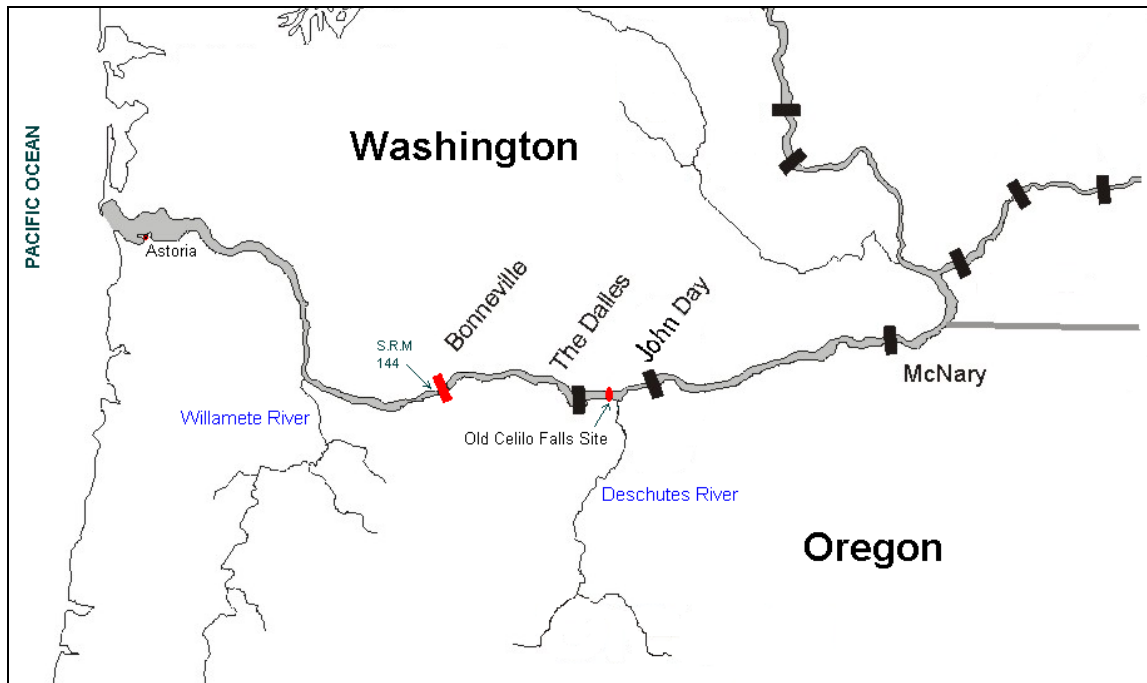 PACIFIC OCEAN
Washington
Astoria
S.R.M
144
Bonneville
The Dalles
John Day
McNary
Willamete River
Old Celilo Falls Site
Deschutes River
Oregon